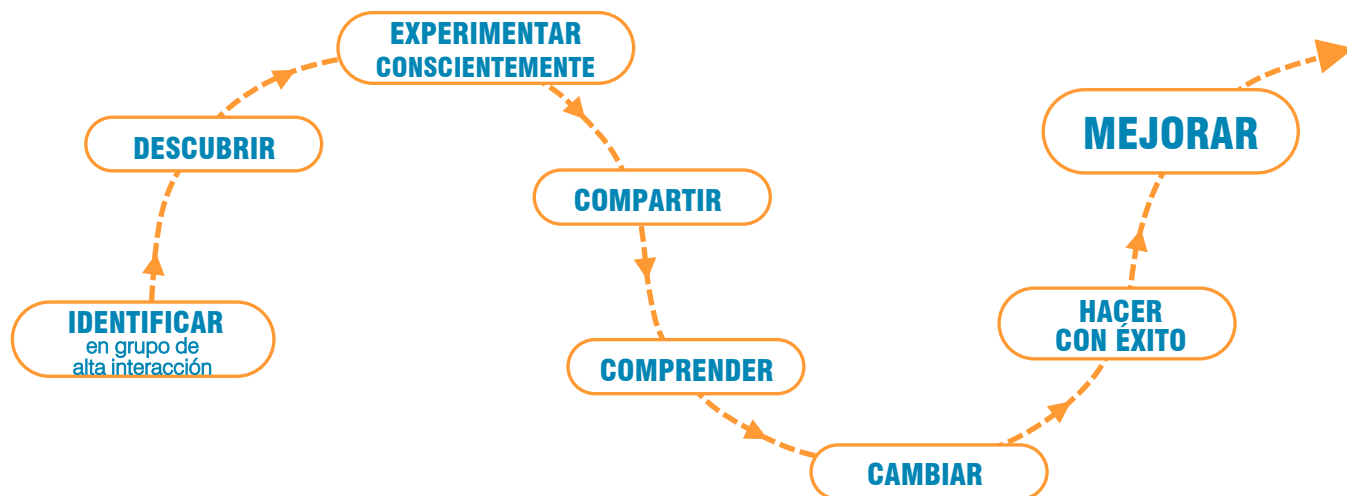 IDENTIFICAR
en grupo de
alta interacción
DESCUBRIR
EXPERIMENTAR
CONSCIENTEMENTE
COMPARTIR
COMPRENDER
CAMBIAR
HACER
CON ÉXITO
MEJORAR